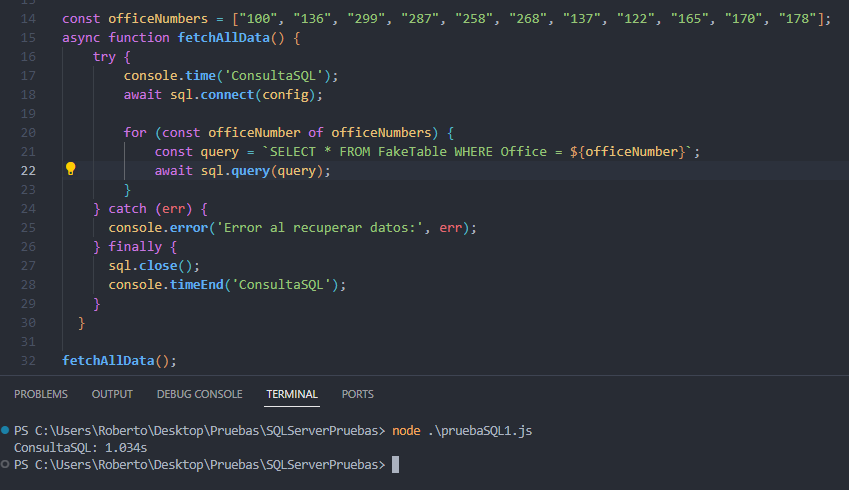 14 const officeNumbers = ["100", "136", "299", "287", "258", "268", "137", "122", "165", "170", "178"];
15 async function fetchAllData() {
16 try {
17 console.time('ConsultaSQL');
18 await sql.connect(config);
19
20 for (const officeNumber of officeNumbers) {
21 const query = `SELECT * FROM FakeTable WHERE Office = ${officeNumber}`;
22 await sql.query(query);
23 }
24 } catch (err) {
25 console.error('Error al recuperar datos:', err);
26 } finally {
27 sql.close();
28 console.timeEnd('ConsultaSQL');
29 }
30 }
31
32 fetchAllData();
PROBLEMS OUTPUT DEBUG CONSOLE TERMINAL PORTS
PS C:\Users\Roberto\Desktop\Pruebas\SQLServerPruebas> node .\pruebaSQL1.js
ConsultaSQL: 1.034s
PS C:\Users\Roberto\Desktop\Pruebas\SQLServerPruebas>